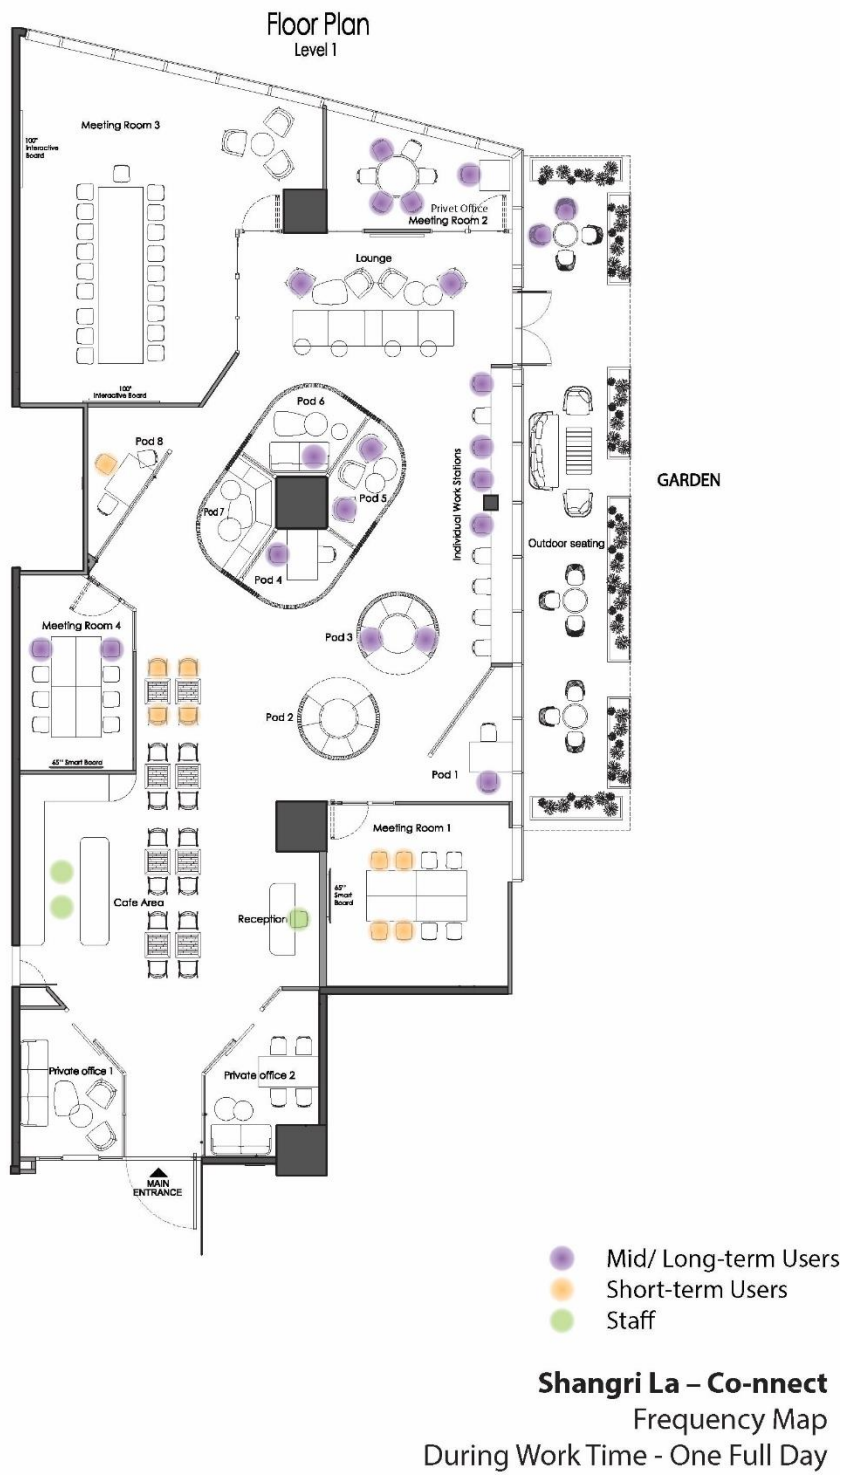 Floor Plan
Level 1
Meeting Room 3
100"
Interactive
Board
Privet Office
Meeting Room 2
Lounge
100"
Interactive Board
Pod 6
Pod 8
Pod 5
Pod 7
Pod 4
Individual Work Stations
GARDEN
Outdoor seating
Meeting Room 4
Pod 3
Pod 2
65" Smart Board
Pod 1
Meeting Room 1
65"
Smart
Board
Cafe Area
Reception
Private office 1
Private office 2
MAIN
ENTRANCE
Mid/ Long-term Users
Short-term Users
Staff
Shangri La – Co-nnect
Frequency Map
During Work Time - One Full Day